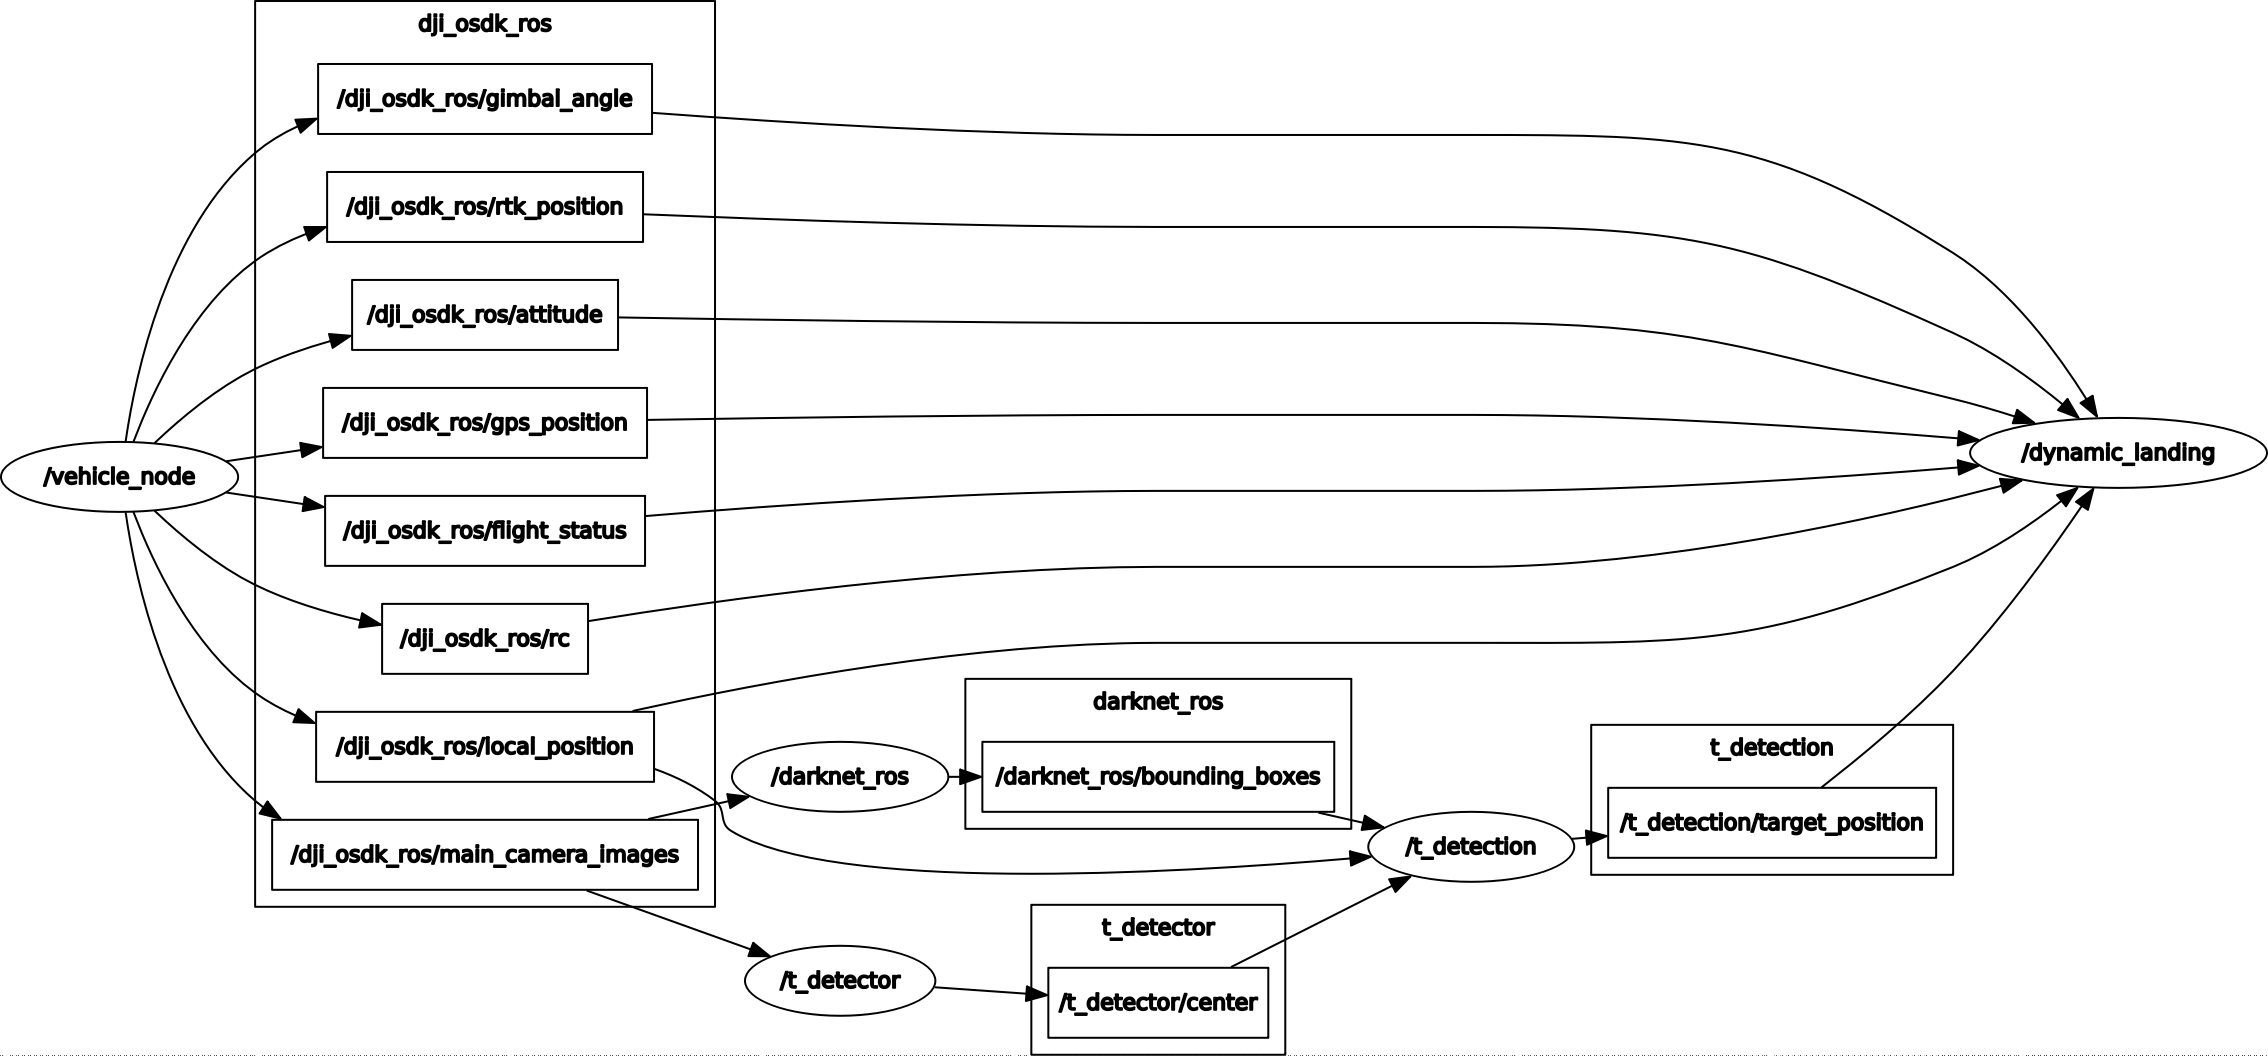 dji_osdk_ros
/dji_osdk_ros/gimbal_angle
/dji_osdk_ros/rtk_position
/dji_osdk_ros/attitude
/dji_osdk_ros/gps_position
/vehicle_node
/dji_osdk_ros/flight_status
/dji_osdk_ros/rc
/dji_osdk_ros/local_position
/dji_osdk_ros/main_camera_images
/darknet_ros
darknet_ros
/darknet_ros/bounding_boxes
/t_detector
t_detector
/t_detector/center
/t_detection
t_detection
/t_detection/target_position
/dynamic_landing